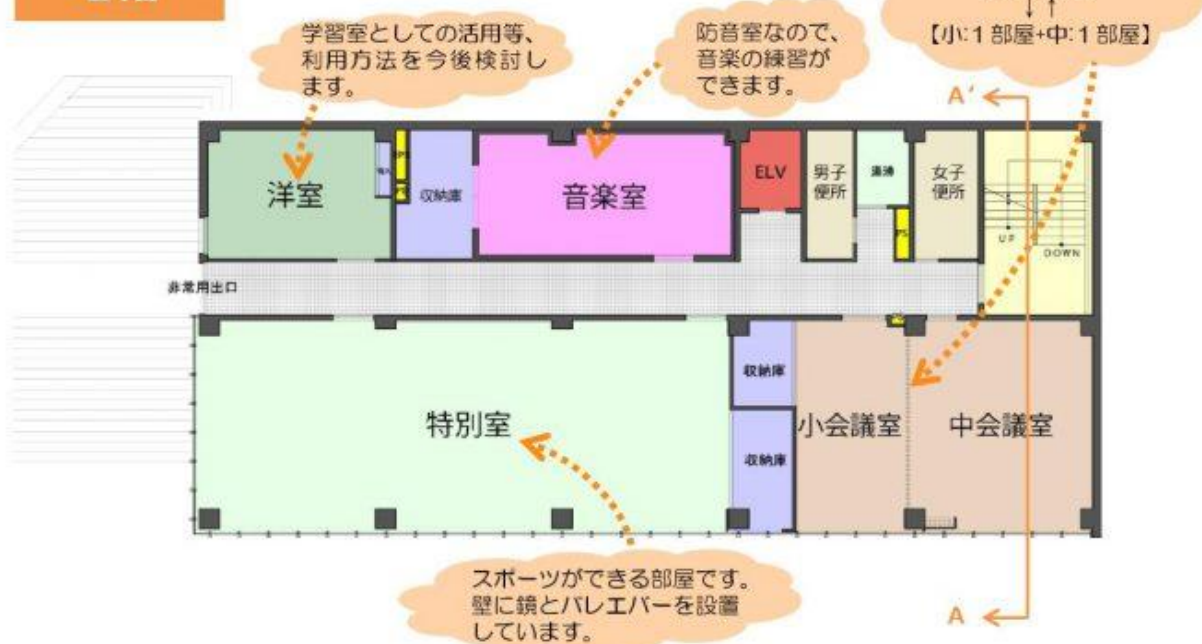 学習室としての活用等、
利用方法を今後検討し
ます。
防音室なので、
音楽の練習が
できます。
↓↑
【小:1部屋+中:1部屋】
A'
洋室
収納庫
音楽室
ELV
男子
便所
湯沸
女子
便所
PS
UP
DOWN
非常用出口
特別室
収納庫
収納庫
小会議室
中会議室
スポーツができる部屋です。
壁に鏡とバレエバーを設置
しています。
A